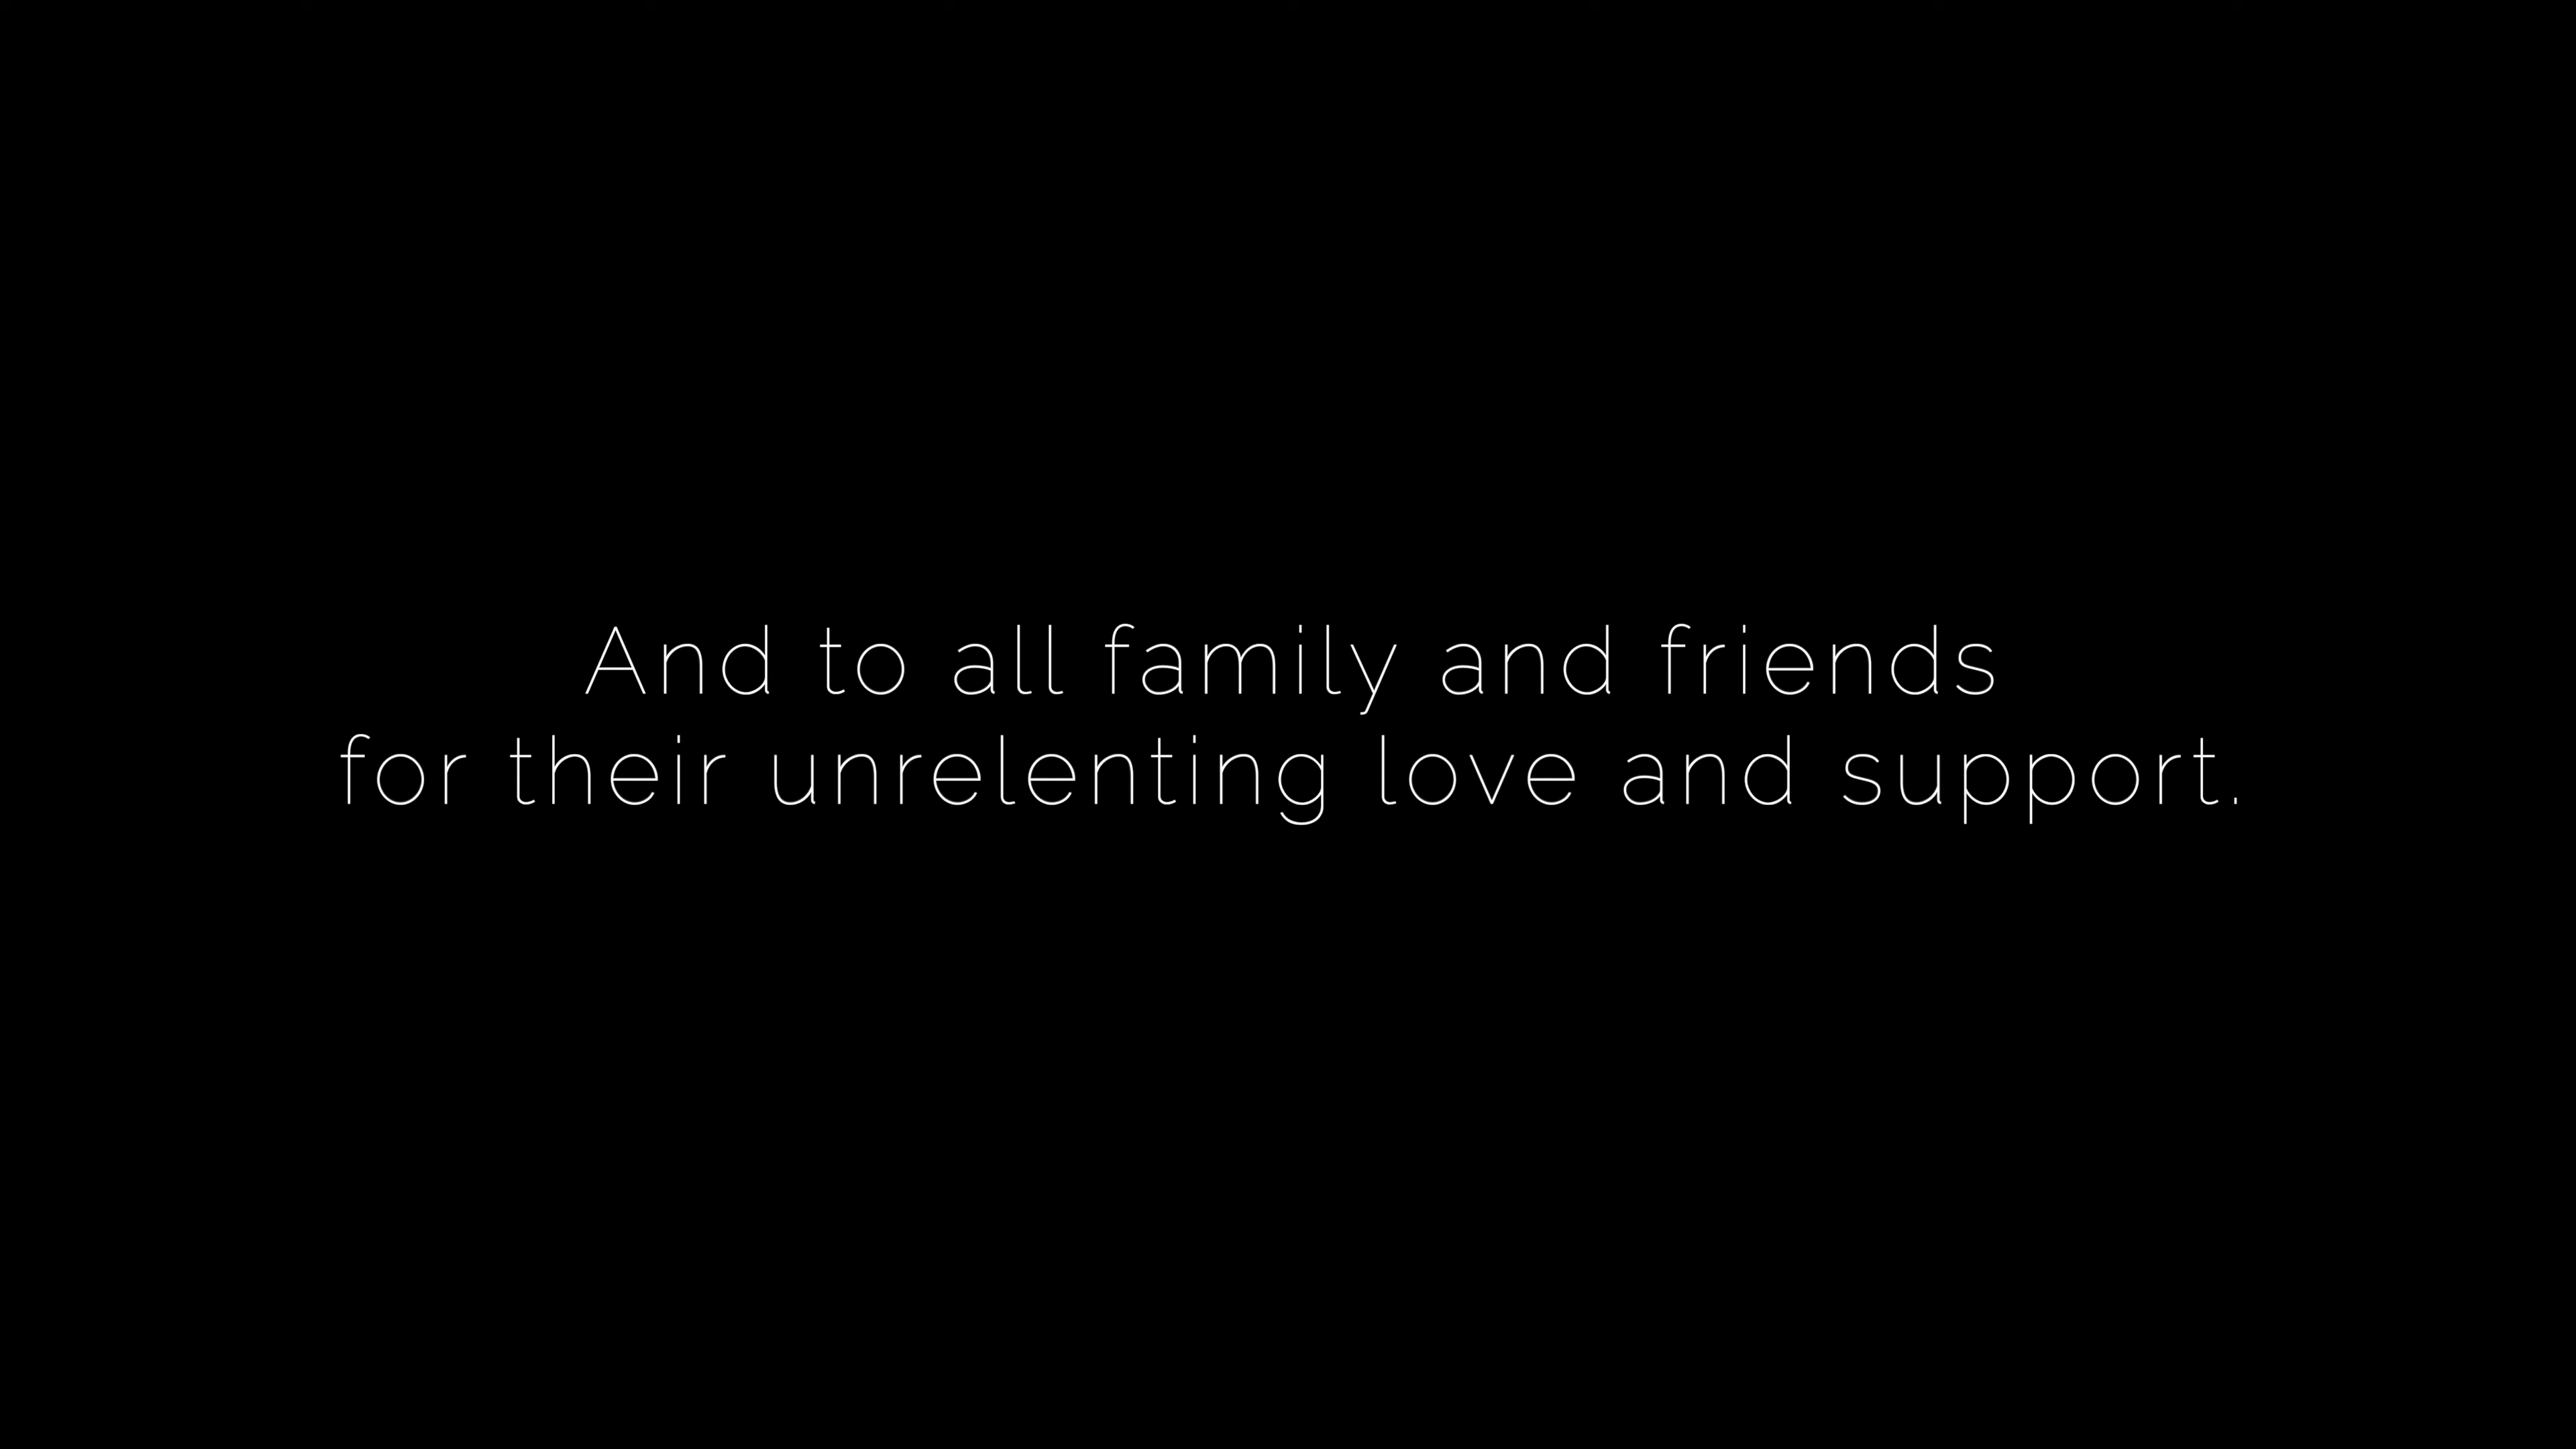 And to all family and friends
for their unrelenting love and support.